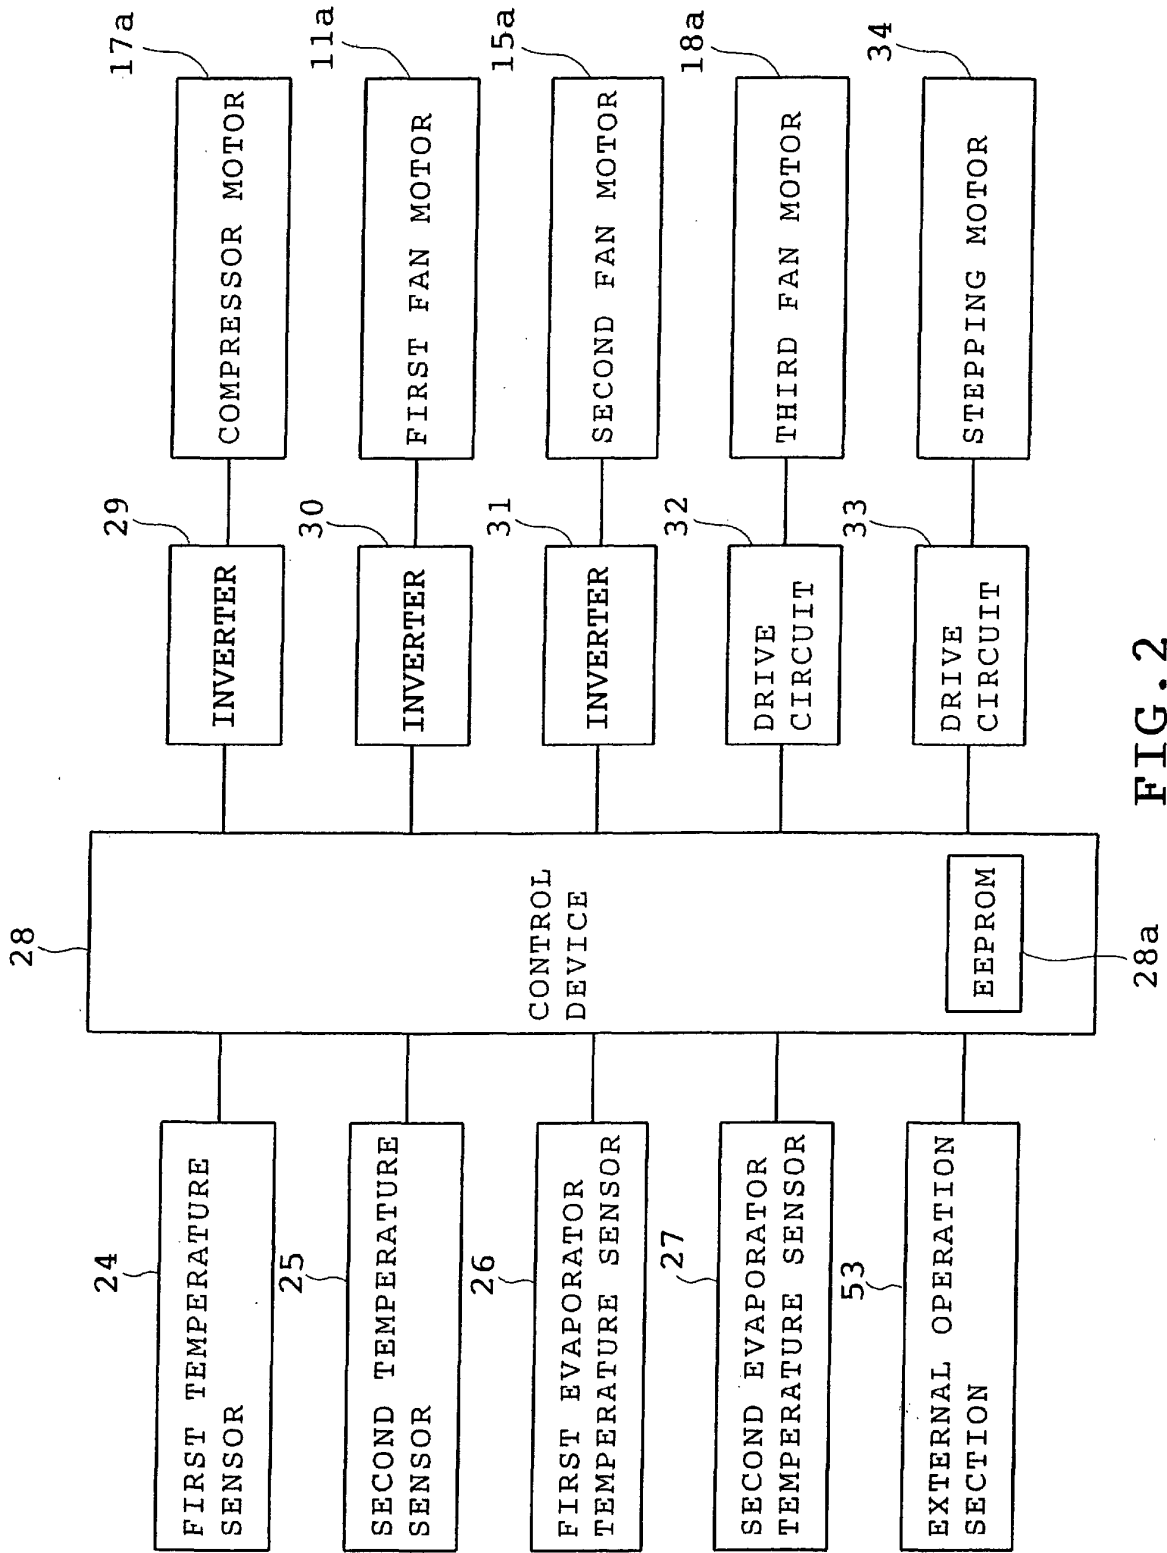 24
FIRST TEMPERATURE
SENSOR
25
SECOND TEMPERATURE
SENSOR
26
FIRST EVAPORATOR
TEMPERATURE SENSOR
27
SECOND EVAPORATOR
TEMPERATURE SENSOR
53
EXTERNAL OPERATION
SECTION
28
CONTROL
DEVICE
EEPROM
28a
29
INVERTER
30
INVERTER
31
INVERTER
32
DRIVE
CIRCUIT
33
DRIVE
CIRCUIT
17a
COMPRESSOR MOTOR
11a
FIRST FAN MOTOR
15a
SECOND FAN MOTOR
18a
THIRD FAN MOTOR
34
STEPPING MOTOR
FIG.2